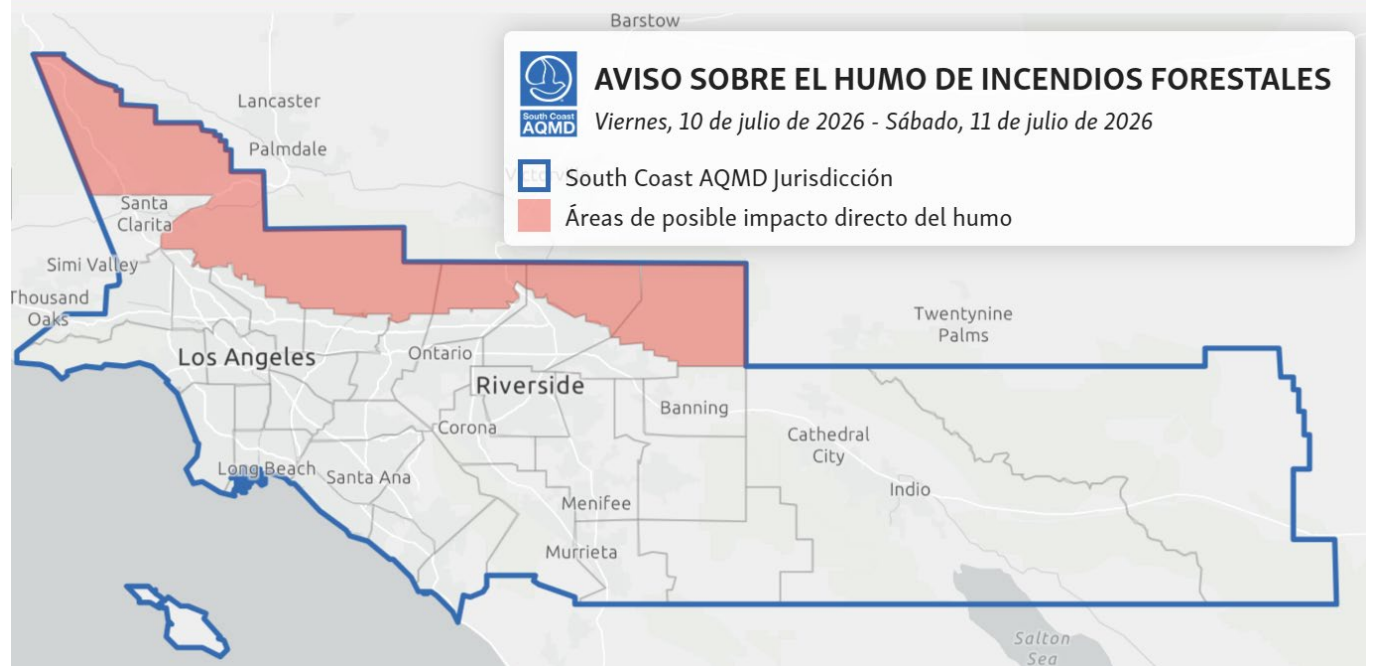 Barstow
South Coast
AQMD
AVISO SOBRE EL HUMO DE INCENDIOS FORESTALES
Viernes, 10 de julio de 2026 - Sábado, 11 de julio de 2026
South Coast AQMD Jurisdicción
Áreas de posible impacto directo del humo
Lancaster
Palmdale
Santa
Clarita
Simi Valley
Thousand
Oaks
Twentynine
Palms
Los Angeles
Ontario
Riverside
Banning
Corona
Cathedral
City
Long Beach
Santa Ana
Indio
Menifee
Murrieta
Salton
Sea